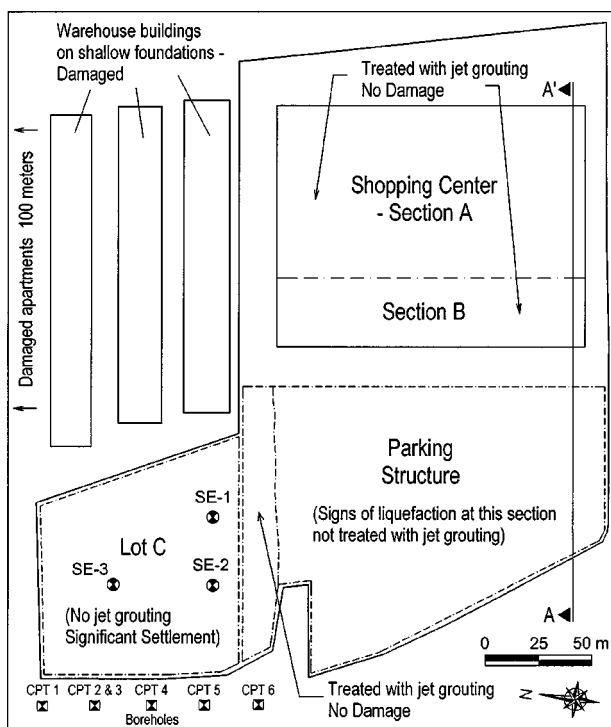 Warehouse buildings
on shallow foundations -
Damaged
Treated with jet grouting
No Damage
A'
Damaged apartments 100 meters
Shopping Center
- Section A
Section B
Parking
Structure
(Signs of liquefaction at this section
not treated with jet grouting)
SE-1
Lot C
SE-3
SE-2
(No jet grouting
Significant Settlement)
A
0 25 50 m
CPT 1 CPT 2 & 3 CPT 4 CPT 5 CPT 6
Boreholes
Treated with jet grouting
No Damage
N